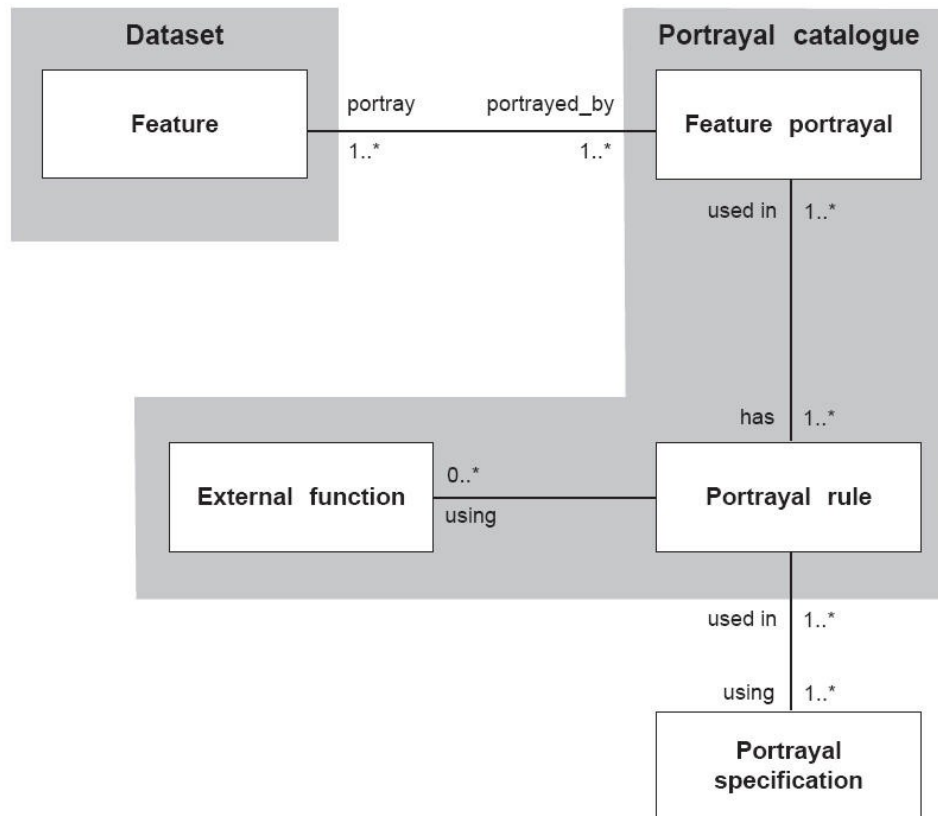 Dataset
Portrayal catalogue
Feature
portray
portrayed_by
Feature portrayal
1..*
1..*
used in
1..*
has
1..*
External function
0..*
using
Portrayal rule
used in
1..*
using
1..*
Portrayal
specification